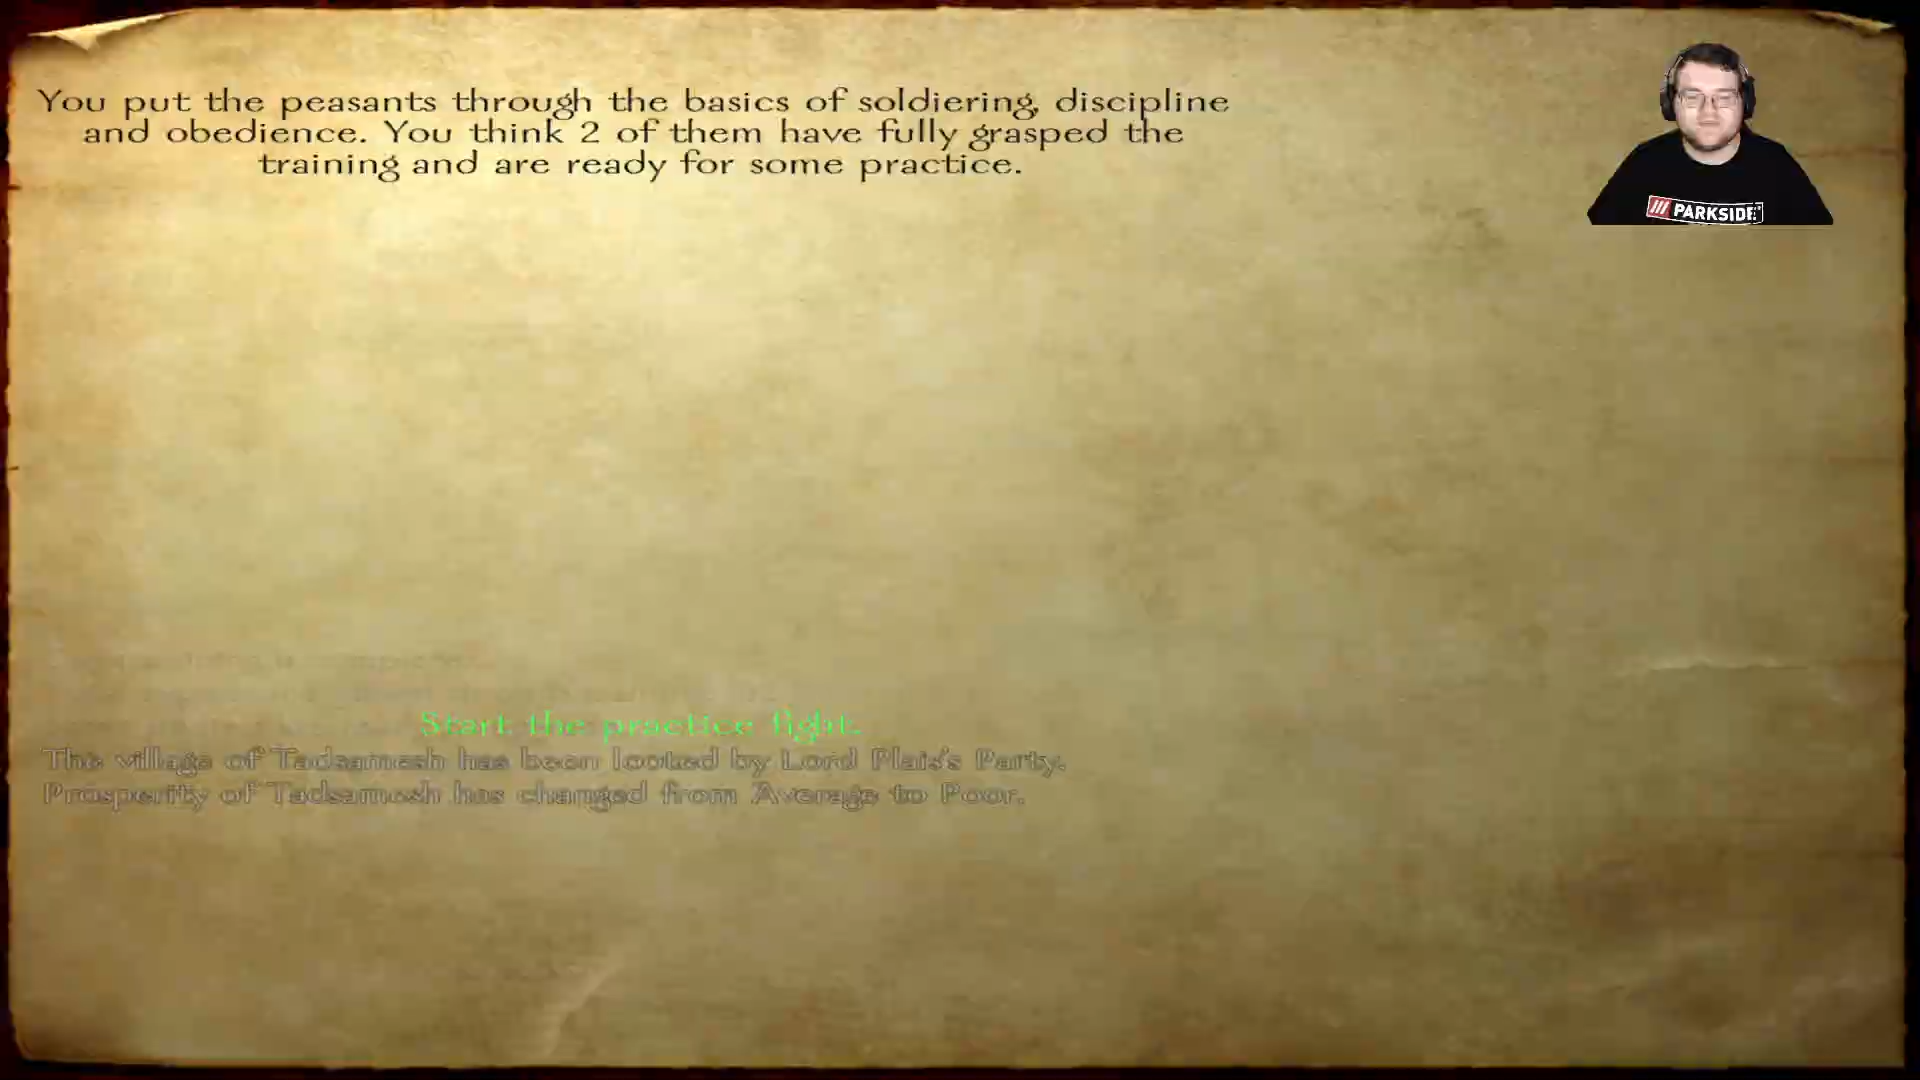 You put the peasants through the basics of soldiering, discipline
and obedience. You think 2 of them have fully grasped the
training and are ready for some practice.
/// PARKSIDE
Start the practice fight.
The village of Tadsamesh has been looted by Lord Plais's Party.
Prosperity of Tadsamesh has changed from Average to Poor.